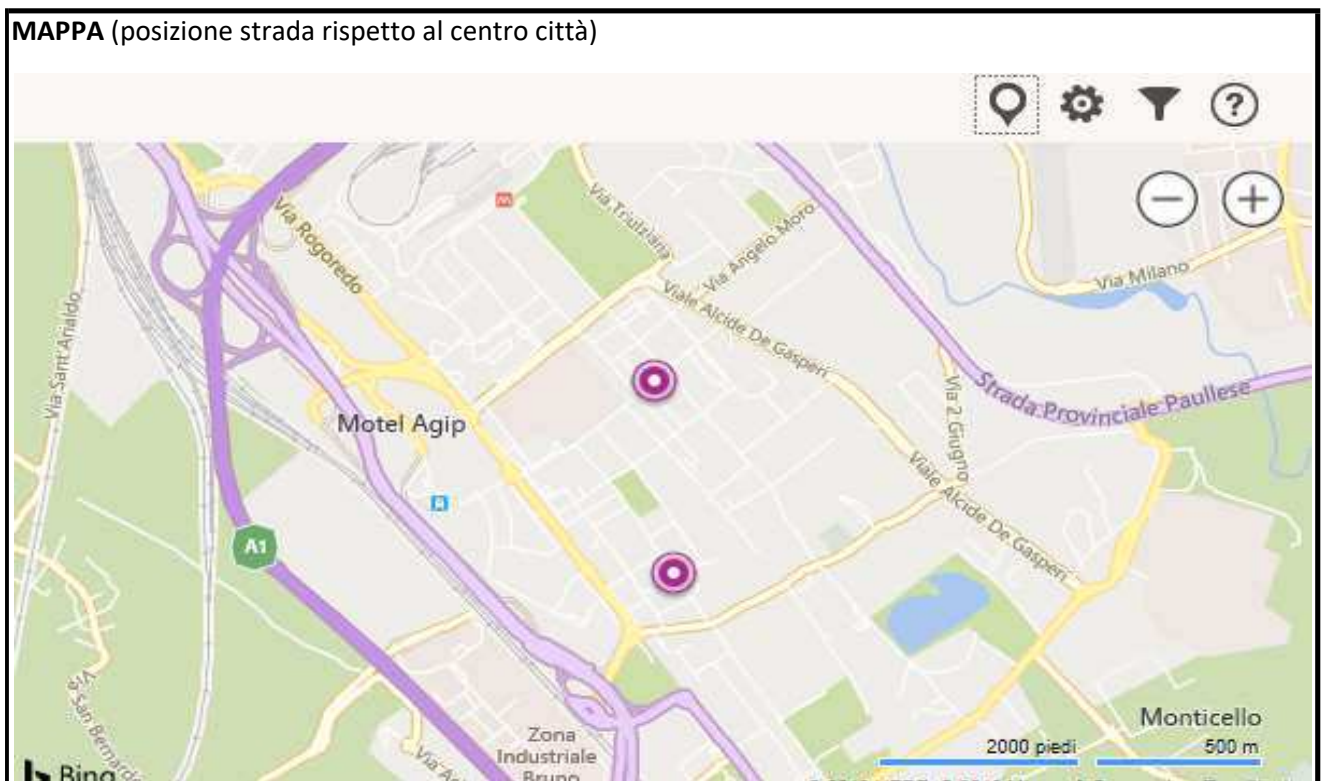 MAPPA (posizione strada rispetto al centro città)
?
Via Triulziana
Via Angelo Moro
Via Rogoredo
Via Milano
Via Sant'Arialdo
Viale Alcide De Gasperi
Strada Provinciale Paullese
Via 2 Giugno
Motel Agip
Viale Alcide De Gasperi
A1
Via San Bernardo
Monticello
Zona
Industriale
Bruno
2000 piedi
500 m
Bing